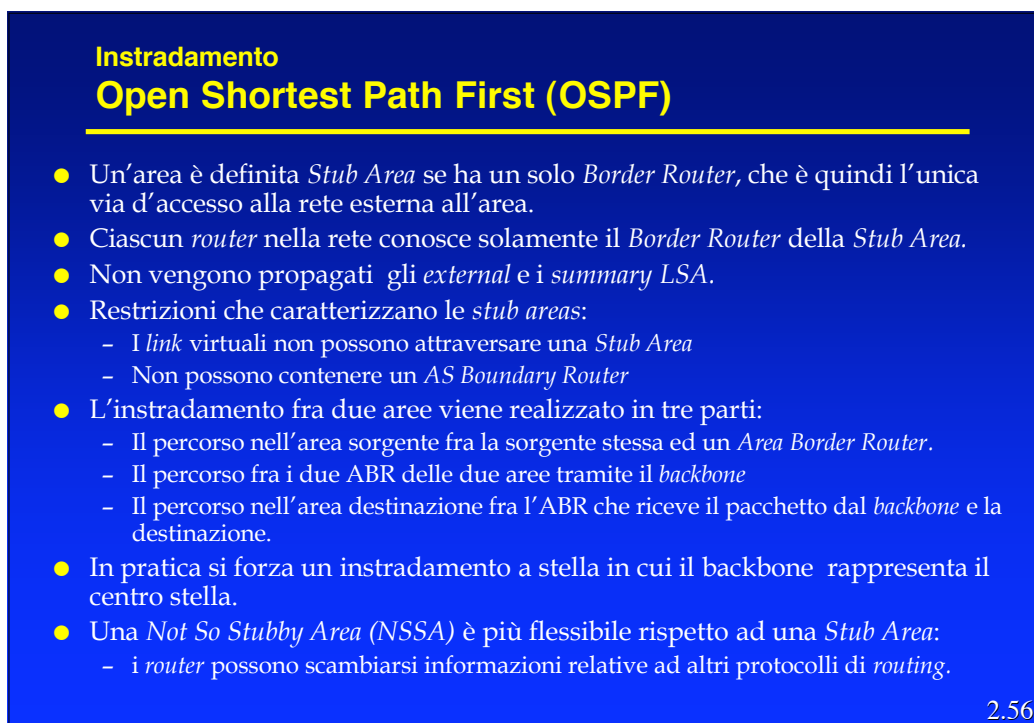 Instradamento
Open Shortest Path First (OSPF)
● Un'area è definita Stub Area se ha un solo Border Router, che è quindi l'unica
via d'accesso alla rete esterna all'area.
● Ciascun router nella rete conosce solamente il Border Router della Stub Area.
● Non vengono propagati gli external e i summary LSA.
● Restrizioni che caratterizzano le stub areas:
– I link virtuali non possono attraversare una Stub Area
– Non possono contenere un AS Boundary Router
● L'instradamento fra due aree viene realizzato in tre parti:
– Il percorso nell'area sorgente fra la sorgente stessa ed un Area Border Router.
– Il percorso fra i due ABR delle due aree tramite il backbone
– Il percorso nell'area destinazione fra l'ABR che riceve il pacchetto dal backbone e la
destinazione.
● In pratica si forza un instradamento a stella in cui il backbone rappresenta il
centro stella.
● Una Not So Stubby Area (NSSA) è più flessibile rispetto ad una Stub Area:
– i router possono scambiarsi informazioni relative ad altri protocolli di routing.
2.56